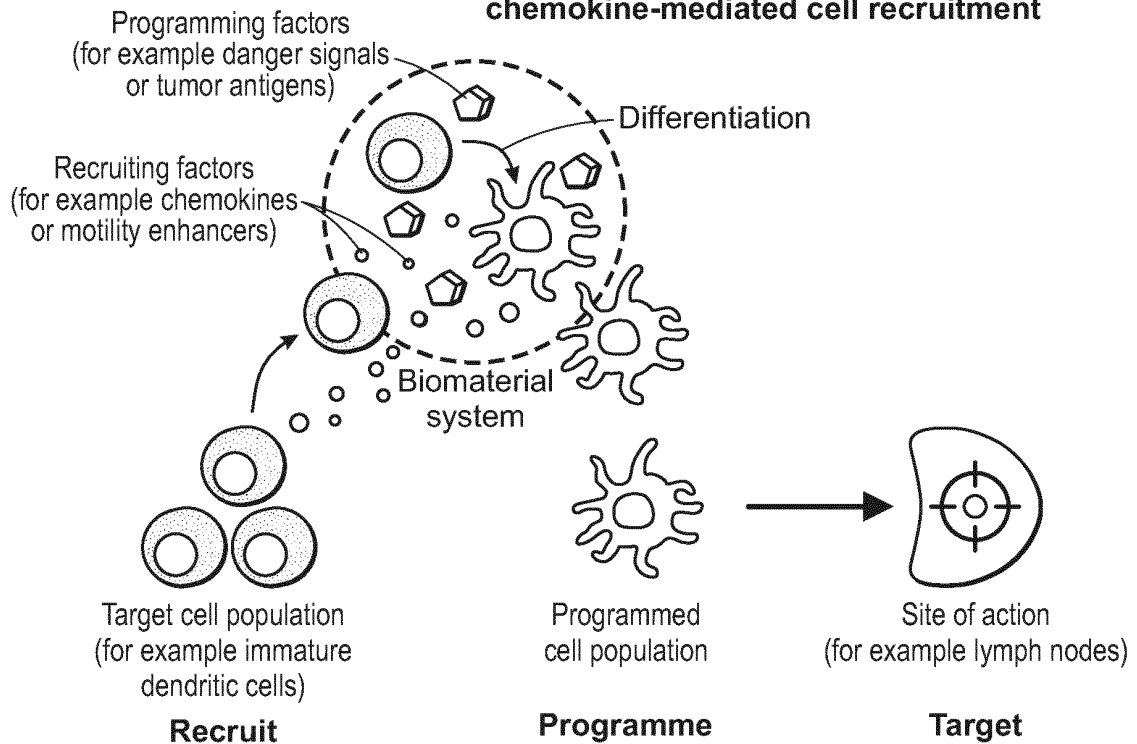 chemokine-mediated cell recruitment
Programming factors
(for example danger signals
or tumor antigens)
Differentiation
Recruiting factors
(for example chemokines
or motility enhancers)
Biomaterial
system
Target cell population
(for example immature
dendritic cells)
Recruit
Programmed
cell population
Programme
Site of action
(for example lymph nodes)
Target